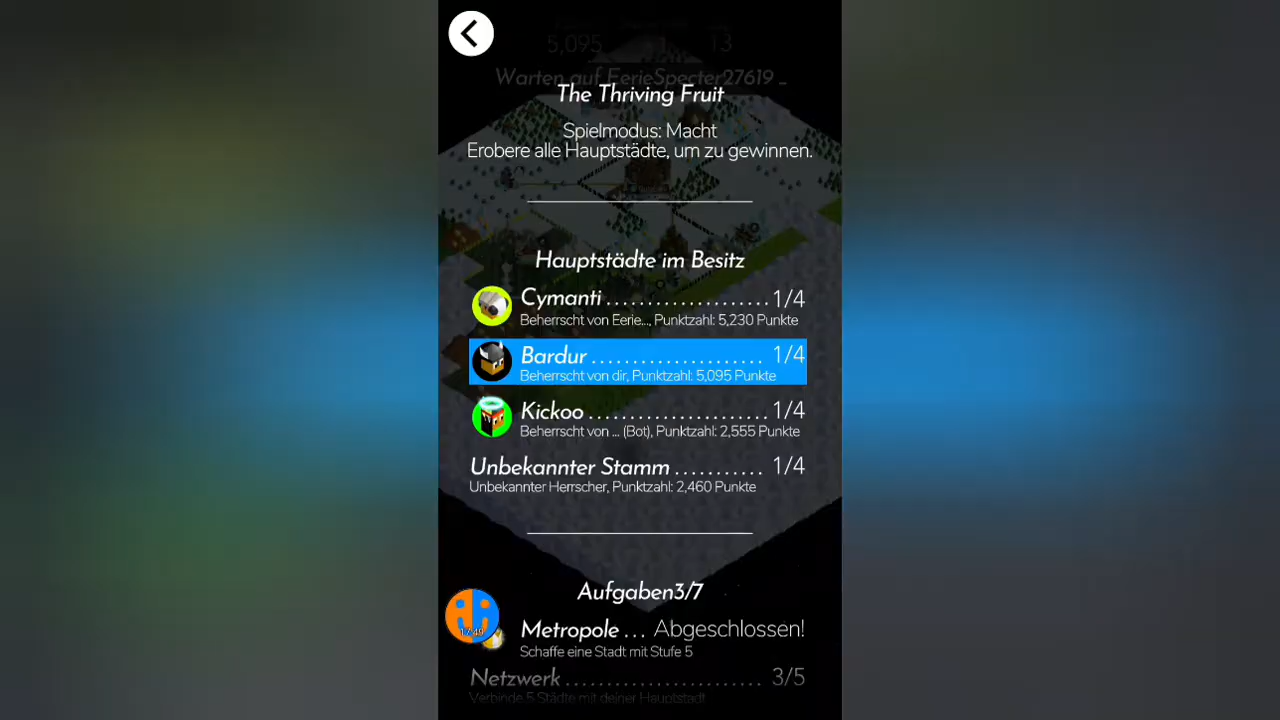 5,095 1 13
Warten auf EerieSpecter27619 _
The Thriving Fruit
Spielmodus: Macht
Erobere alle Hauptstädte, um zu gewinnen.
Hauptstädte im Besitz
Cymanti .................... 1/4
Beherrscht von Eerie..., Punktzahl: 5,230 Punkte
Bardur ..................... 1/4
Beherrscht von dir, Punktzahl: 5,095 Punkte
Kickoo ...................... 1/4
Beherrscht von ... (Bot), Punktzahl: 2,555 Punkte
Unbekannter Stamm ........... 1/4
Unbekannter Herrscher, Punktzahl: 2,460 Punkte
Aufgaben3/7
Metropole ... Abgeschlossen!
Schaffe eine Stadt mit Stufe 5
Netzwerk ........................ 3/5
Verbinde 5 Städte mit deiner Hauptstadt